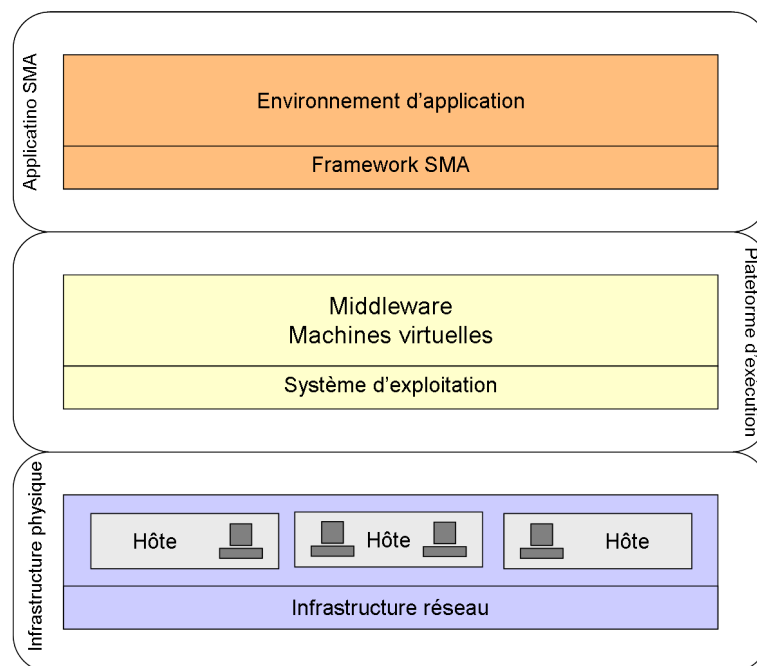 Applicatino SMA
Environnement d'application
Framework SMA
Plateforme d'exécution
Middleware
Machines virtuelles
Système d'exploitation
Infrastructure physique
Hôte
Hôte
Hôte
Infrastructure réseau